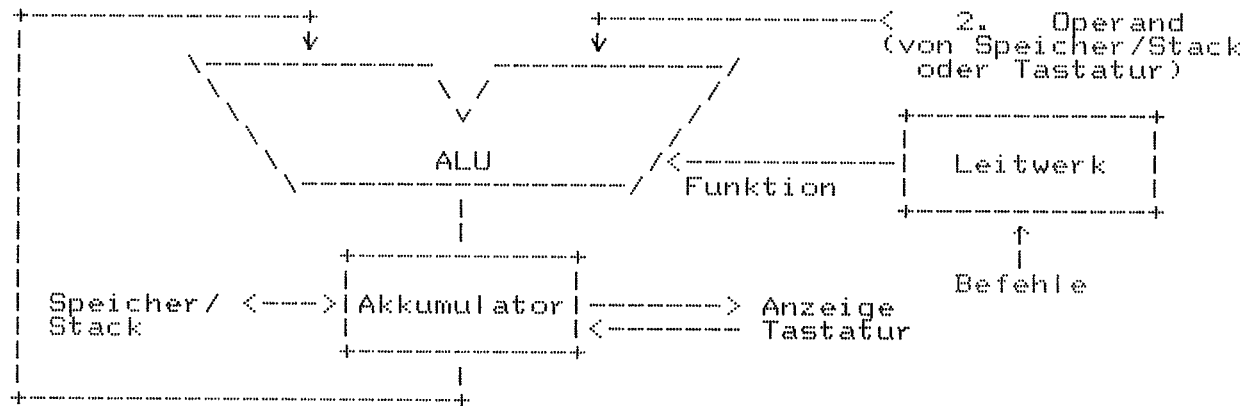 2. Operand
(von Speicher/Stack
oder Tastatur)
ALU
Leitwerk
Funktion
Befehle
Speicher/
Stack
Akkumulator
Anzeige
Tastatur